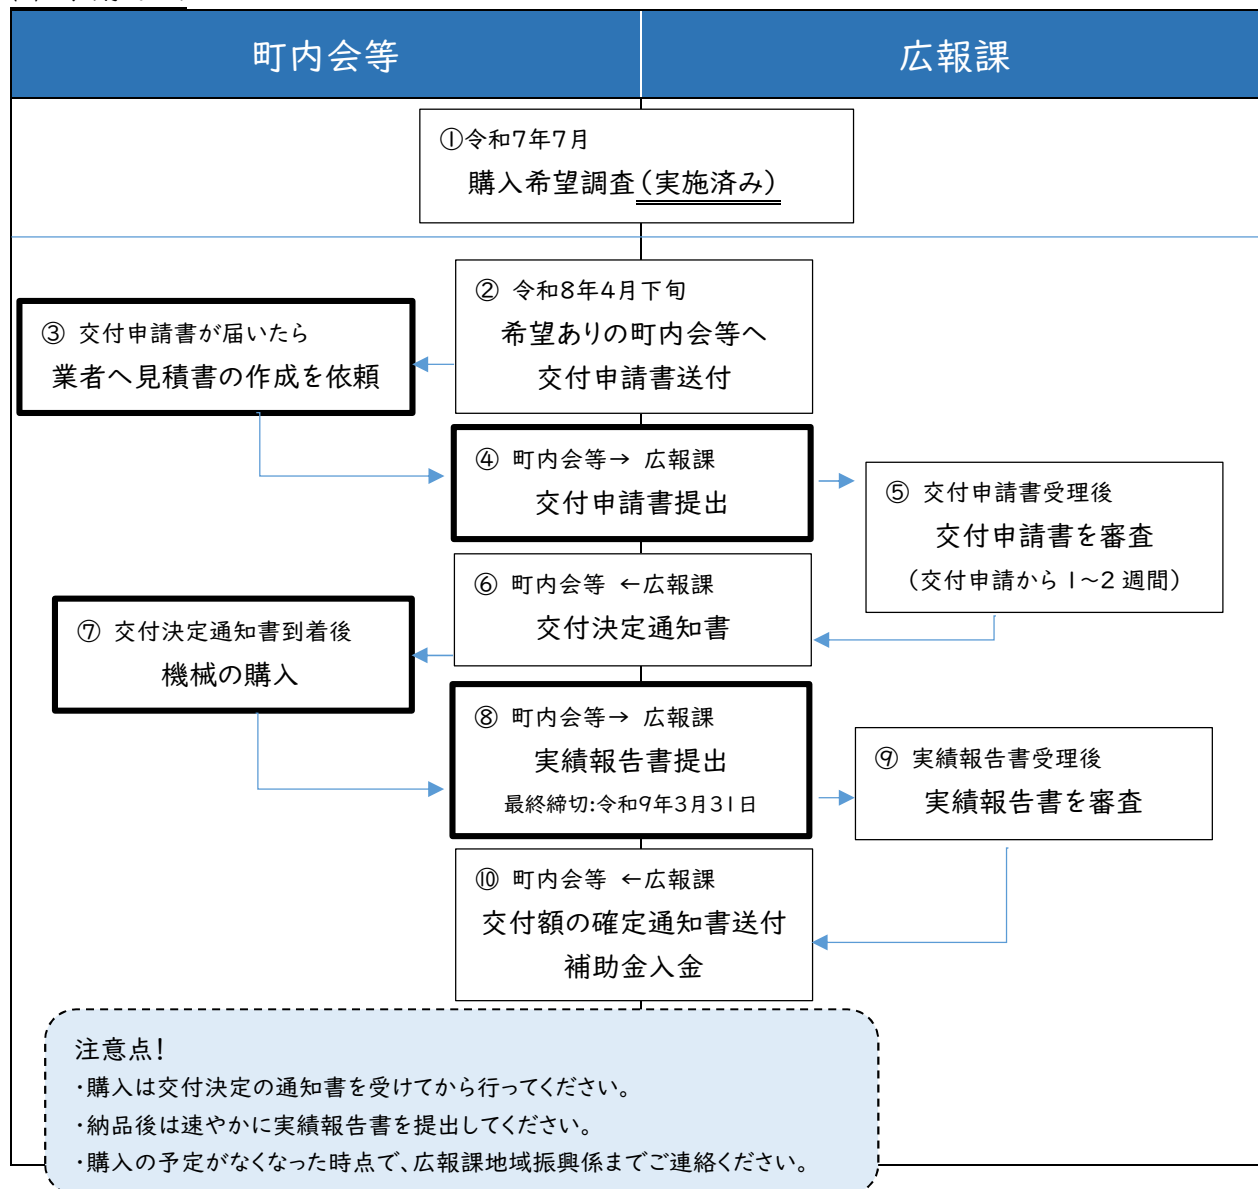 町内会等
広報課
①令和7年7月
購入希望調査(実施済み)
② 令和8年4月下旬
希望ありの町内会等へ
交付申請書送付
③ 交付申請書が届いたら
業者へ見積書の作成を依頼
④ 町内会等→ 広報課
交付申請書提出
⑤ 交付申請書受理後
交付申請書を審査
(交付申請から1～2週間)
⑥ 町内会等 ←広報課
交付決定通知書
⑦ 交付決定通知書到着後
機械の購入
⑧ 町内会等→ 広報課
実績報告書提出
最終締切:令和9年3月31日
⑨ 実績報告書受理後
実績報告書を審査
⑩ 町内会等 ←広報課
交付額の確定通知書送付
補助金入金
注意点！
・購入は交付決定の通知書を受けてから行ってください。
・納品後は速やかに実績報告書を提出してください。
・購入の予定がなくなった時点で、広報課地域振興係までご連絡ください。